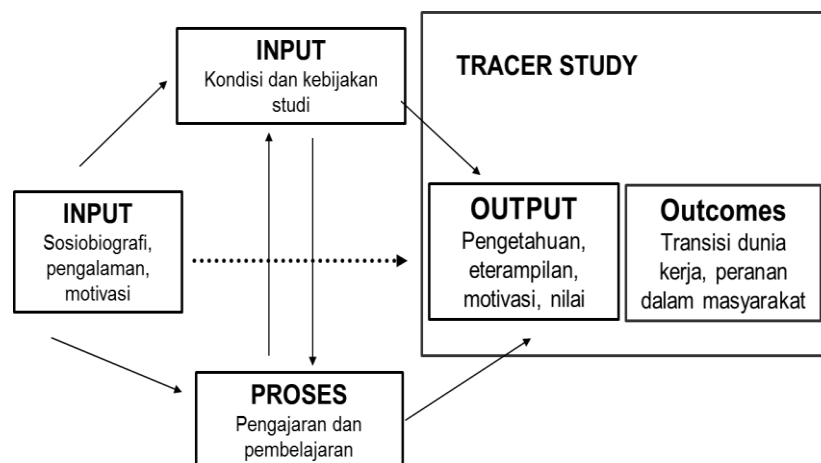 INPUT
Kondisi dan kebijakan
studi
TRACER STUDY
INPUT
Sosiobiografi,
pengalaman,
motivasi
OUTPUT
Pengetahuan,
eterampilan,
motivasi, nilai
Outcomes
Transisi dunia
kerja, peranan
dalam masyarakat
PROSES
Pengajaran dan
pembelajaran